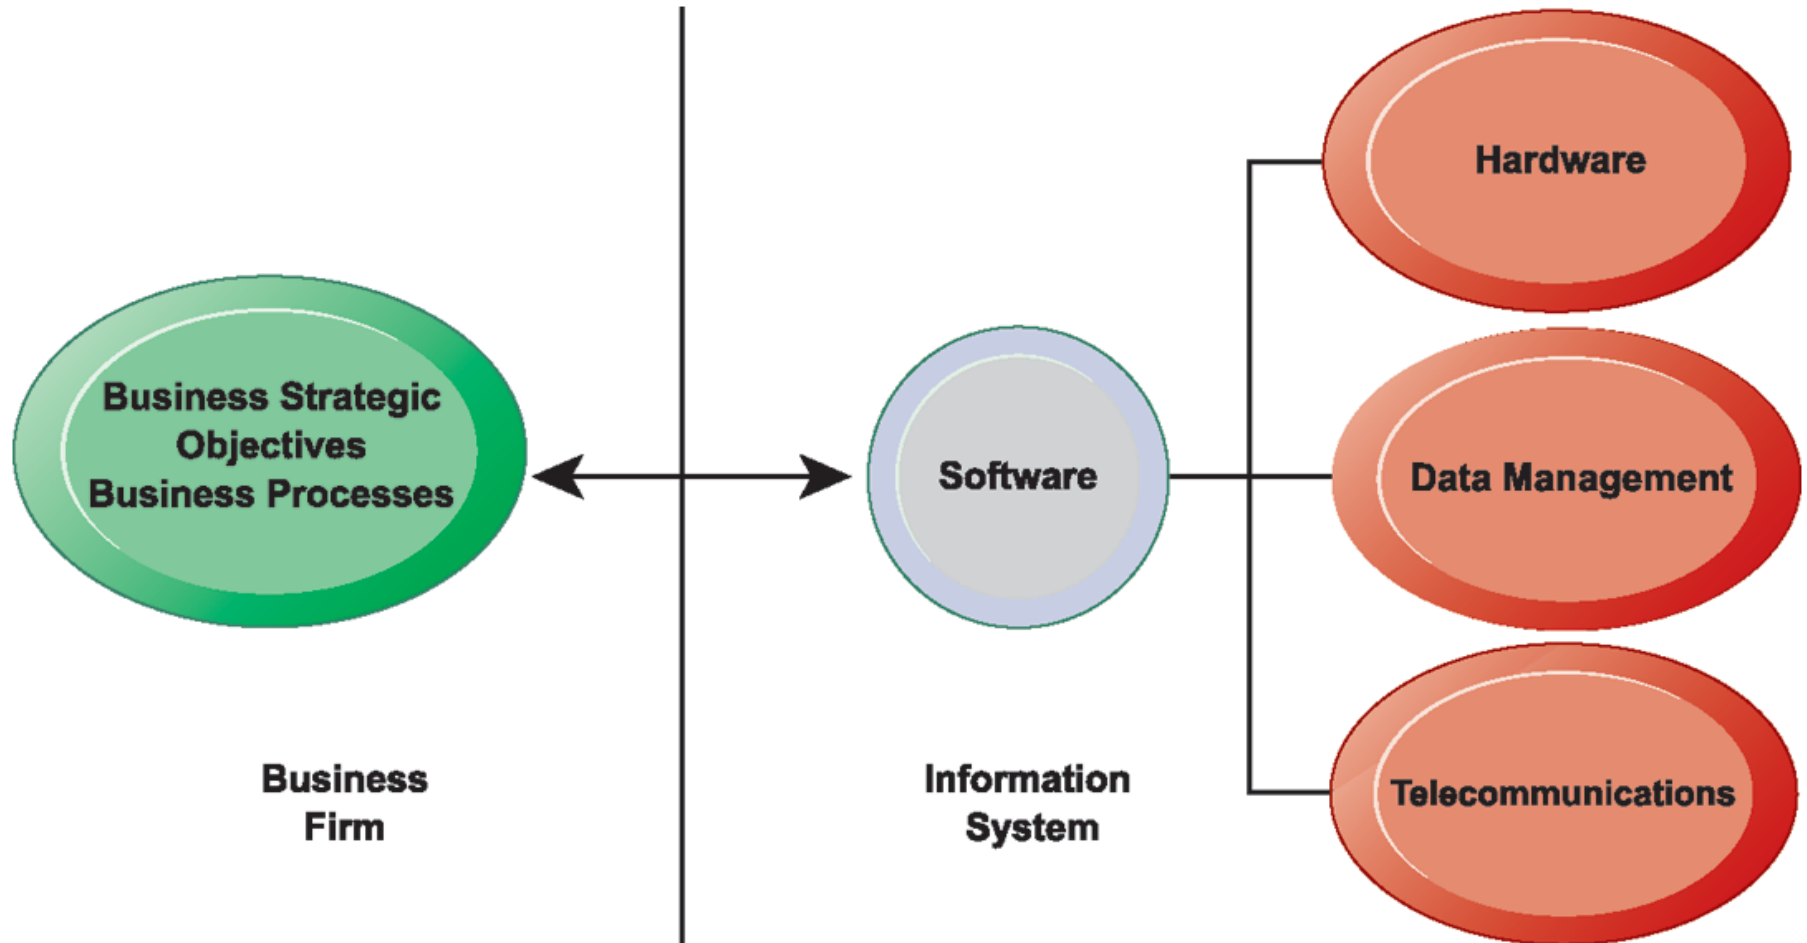 Business Strategic
Objectives
Business Processes
Business
Firm
Software
Information
System
Hardware
Data Management
Telecommunications